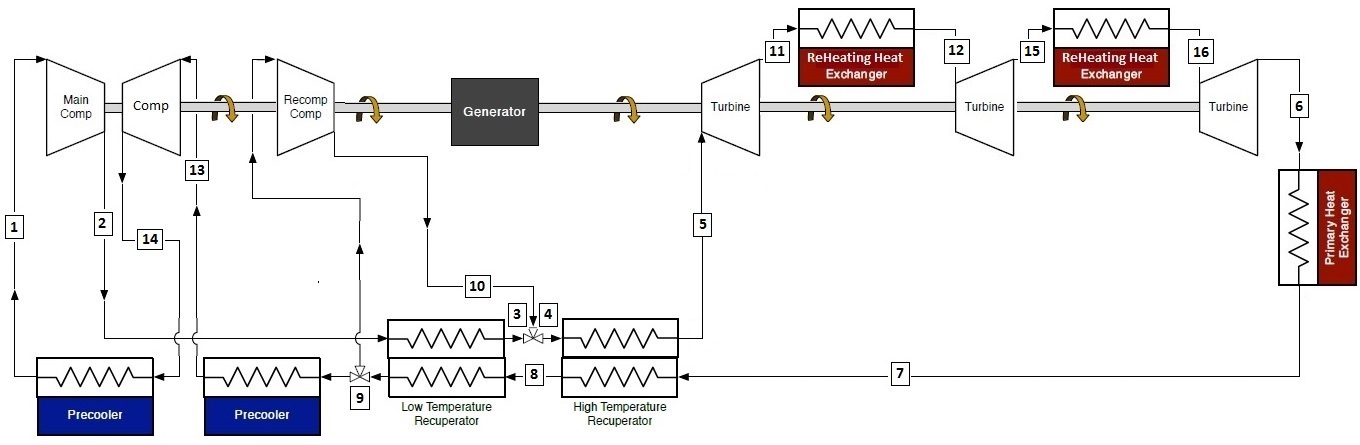 11
ReHeating Heat
Exchanger
12
15
ReHeating Heat
Exchanger
16
Main
Comp
Comp
Recomp
Comp
Generator
Turbine
Turbine
Turbine
6
13
1
2
14
5
Primary Heat
Exchanger
10
3
4
8
7
9
Precooler
Precooler
Low Temperature
Recuperator
High Temperature
Recuperator